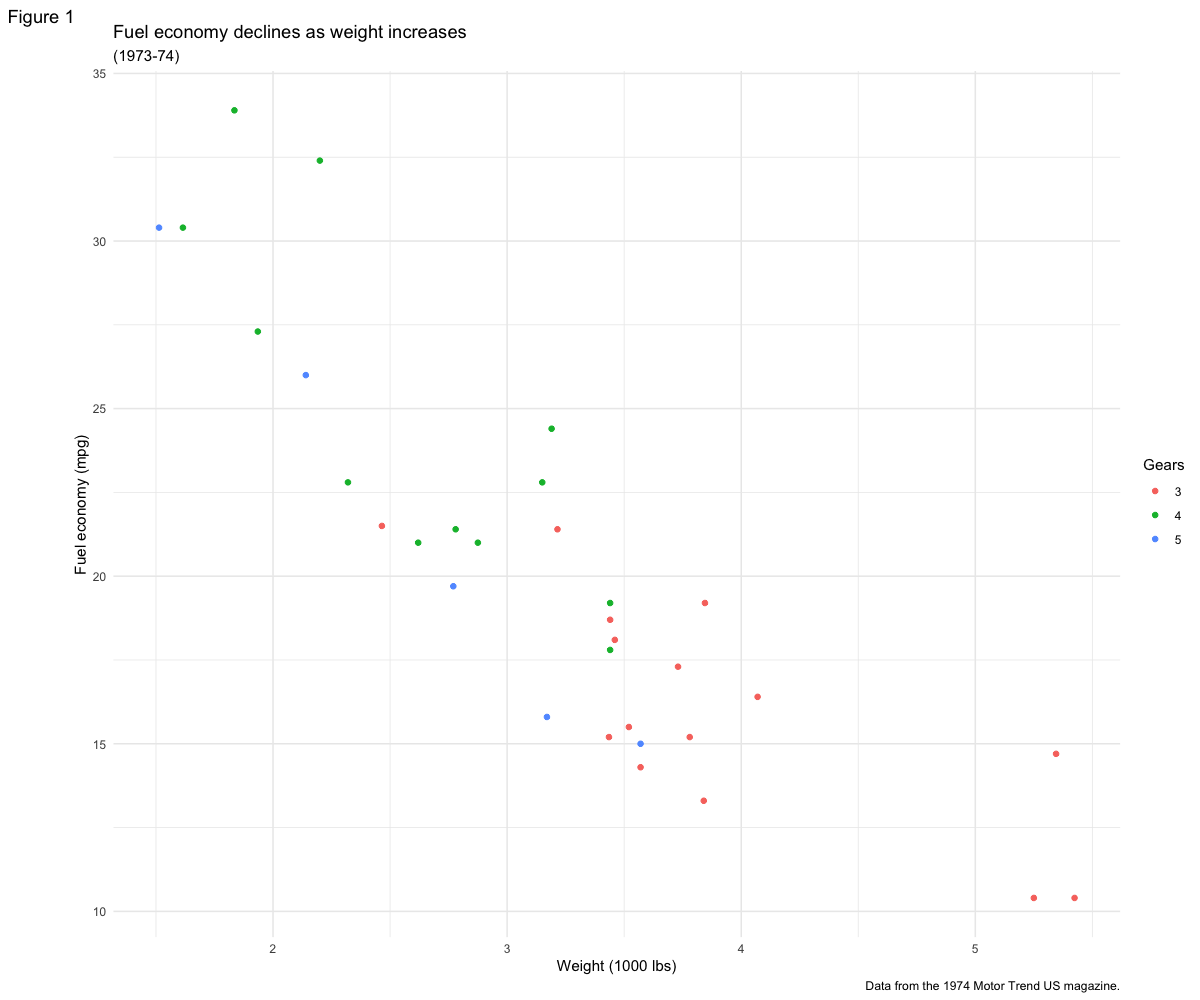 Figure 1
Fuel economy declines as weight increases
(1973-74)
35
30
25
20
15
10
Fuel economy (mpg)
2 3 4 5
Weight (1000 lbs)
Gears
3
4
5
Data from the 1974 Motor Trend US magazine.